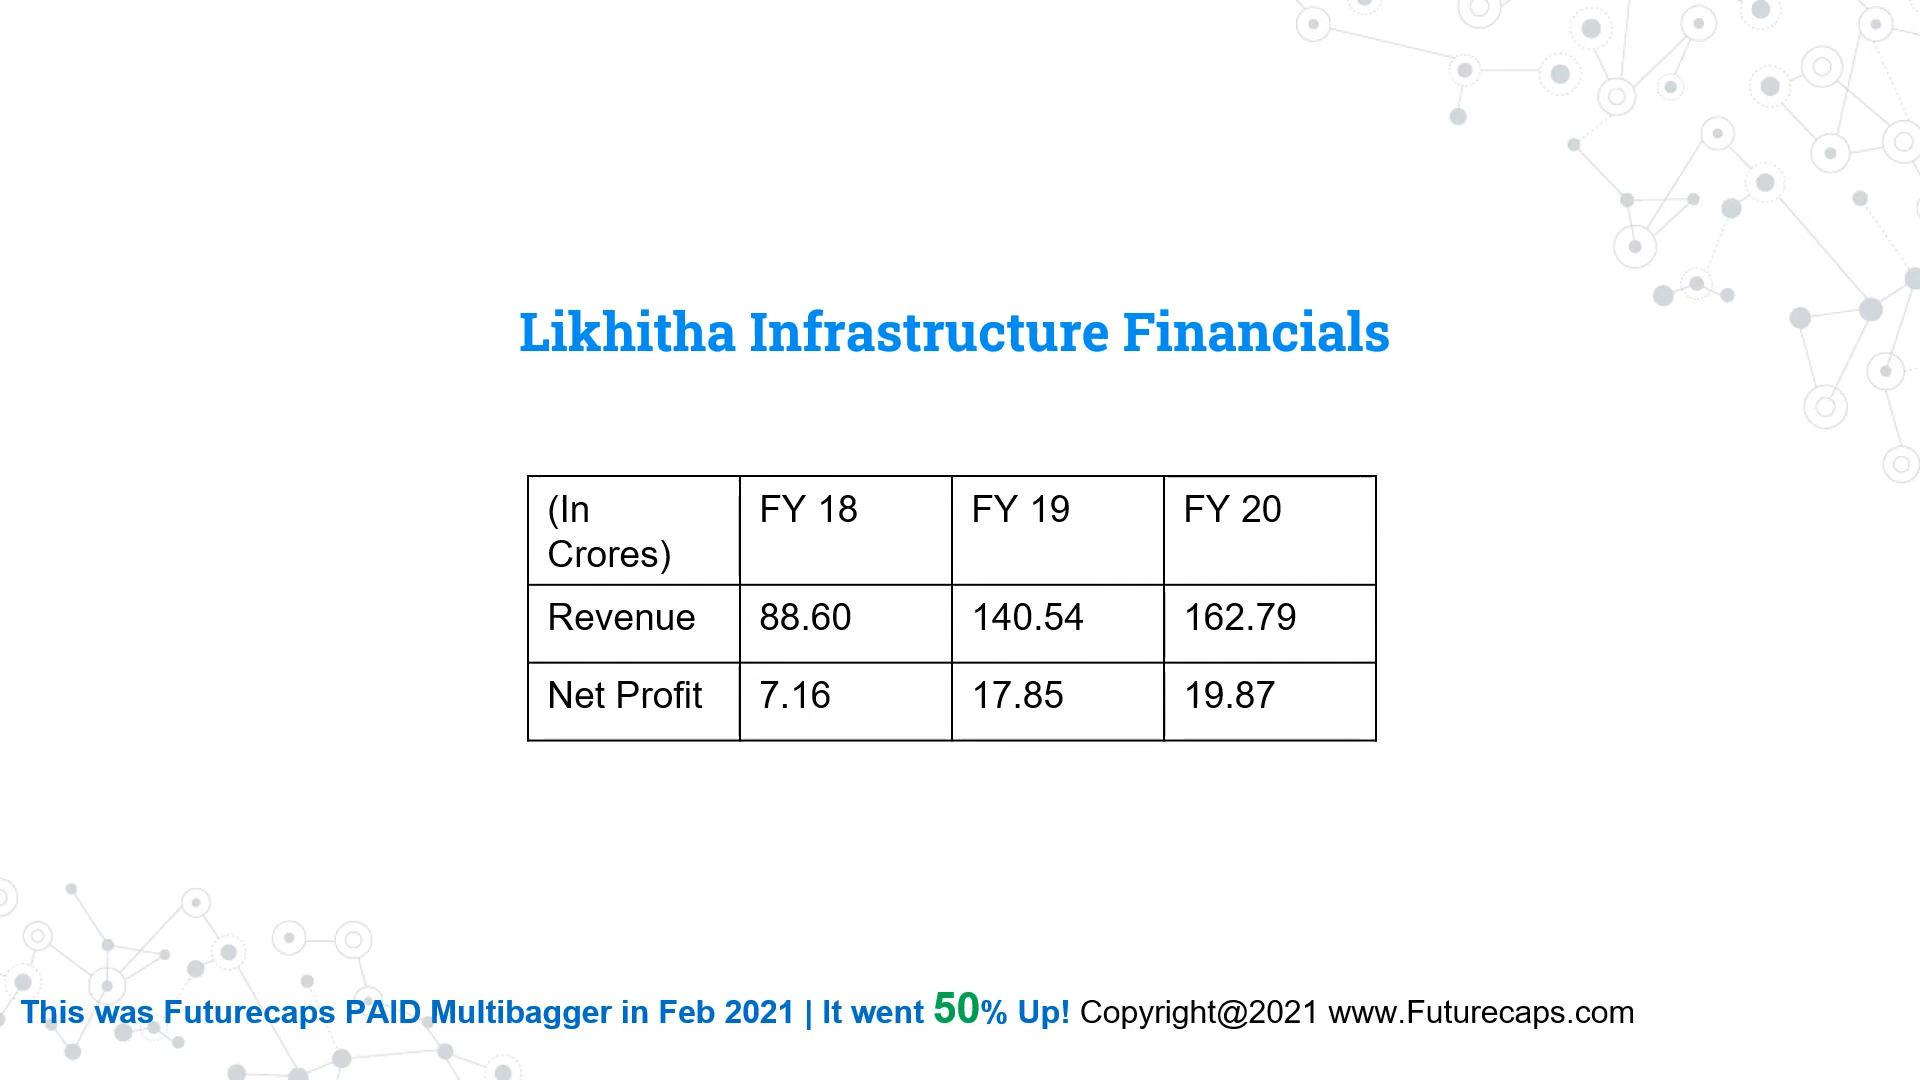 Likhitha Infrastructure Financials
(In Crores) FY 18 FY 19 FY 20
Revenue 88.60 140.54 162.79
Net Profit 7.16 17.85 19.87
This was Futurecaps PAID Multibagger in Feb 2021 | It went 50% Up! Copyright@2021 www.Futurecaps.com